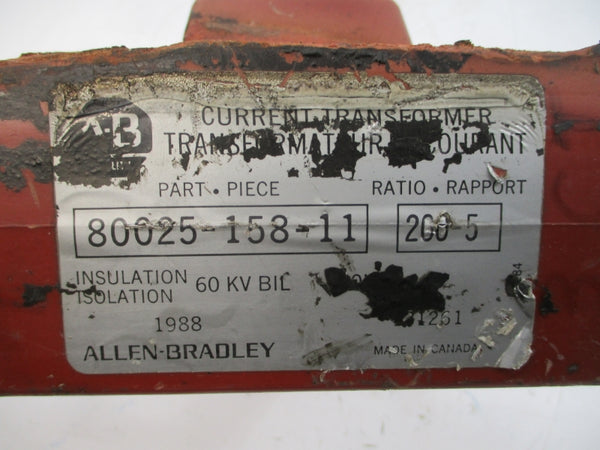 A-B
CURRENT TRANSFORMER
COURANT
PART • PIECE RATIO • RAPPORT
80025-158-11 200-5
INSULATION
ISOLATION 60 KV BIL
1988
ALLEN-BRADLEY MADE IN CANADA